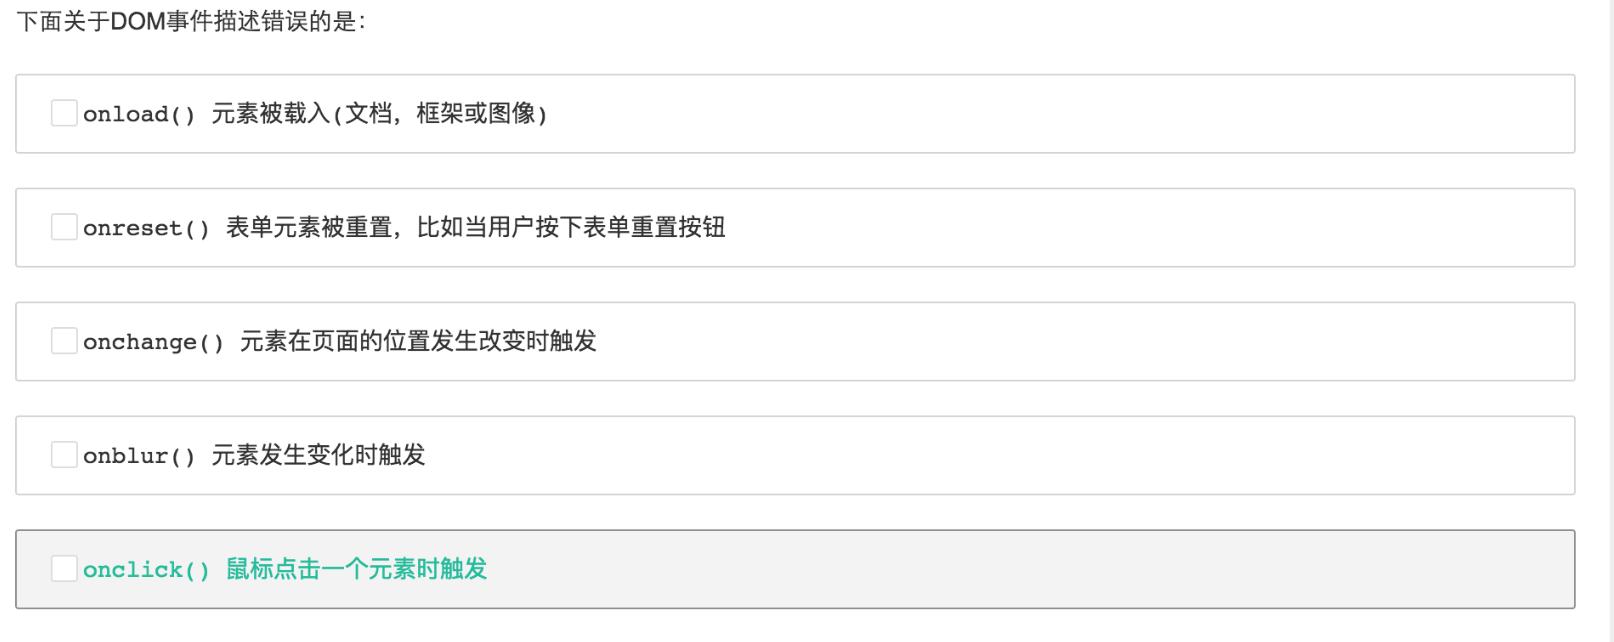 下面关于DOM事件描述错误的是：
onload() 元素被载入(文档，框架或图像)
onreset() 表单元素被重置，比如当用户按下表单重置按钮
onchange() 元素在页面的位置发生改变时触发
onblur() 元素发生变化时触发
onclick() 鼠标点击一个元素时触发